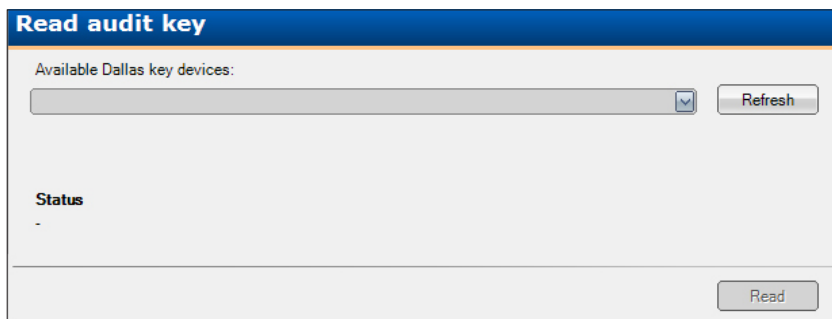 Read audit key
Available Dallas key devices:
Refresh
Status
-
Read